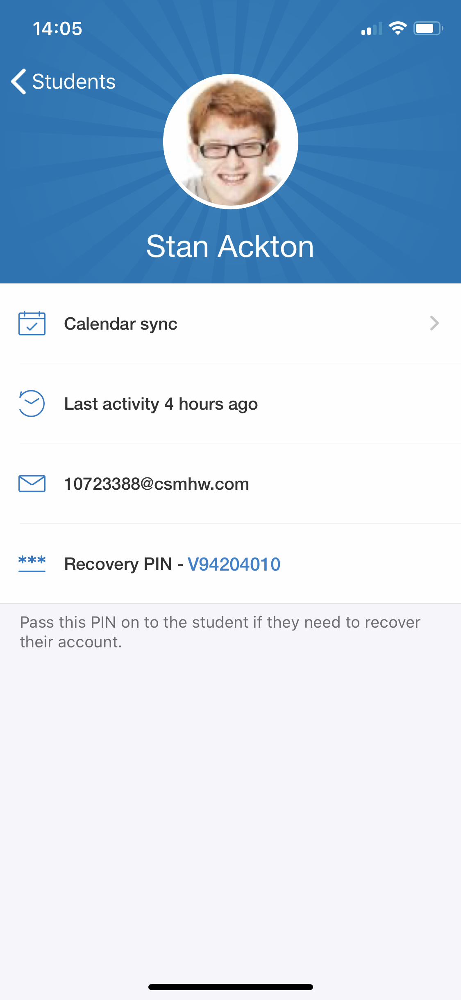 14:05
Students
Stan Ackton
Calendar sync
Last activity 4 hours ago
10723388@csmhw.com
*** Recovery PIN - V94204010
Pass this PIN on to the student if they need to recover
their account.